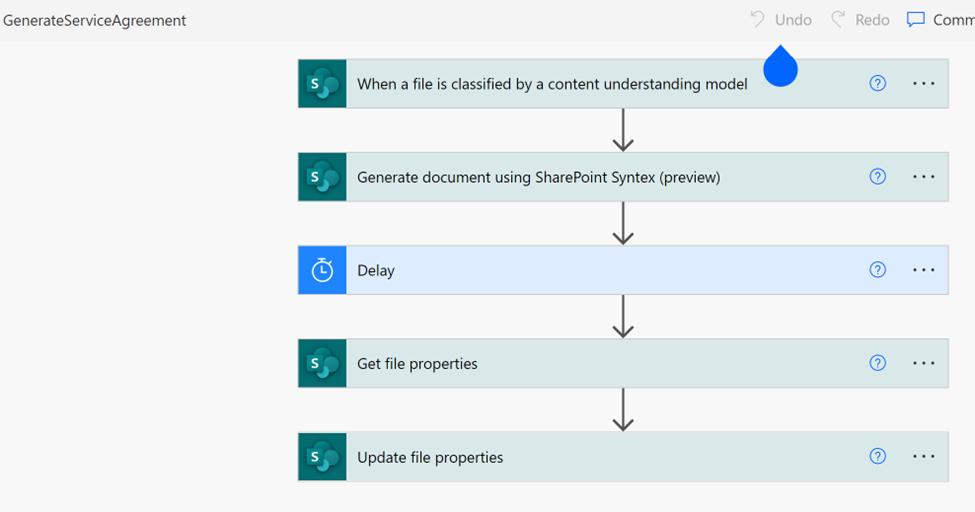 GenerateServiceAgreement
Undo Redo Comm
When a file is classified by a content understanding model
Generate document using SharePoint Syntex (preview)
Delay
Get file properties
Update file properties